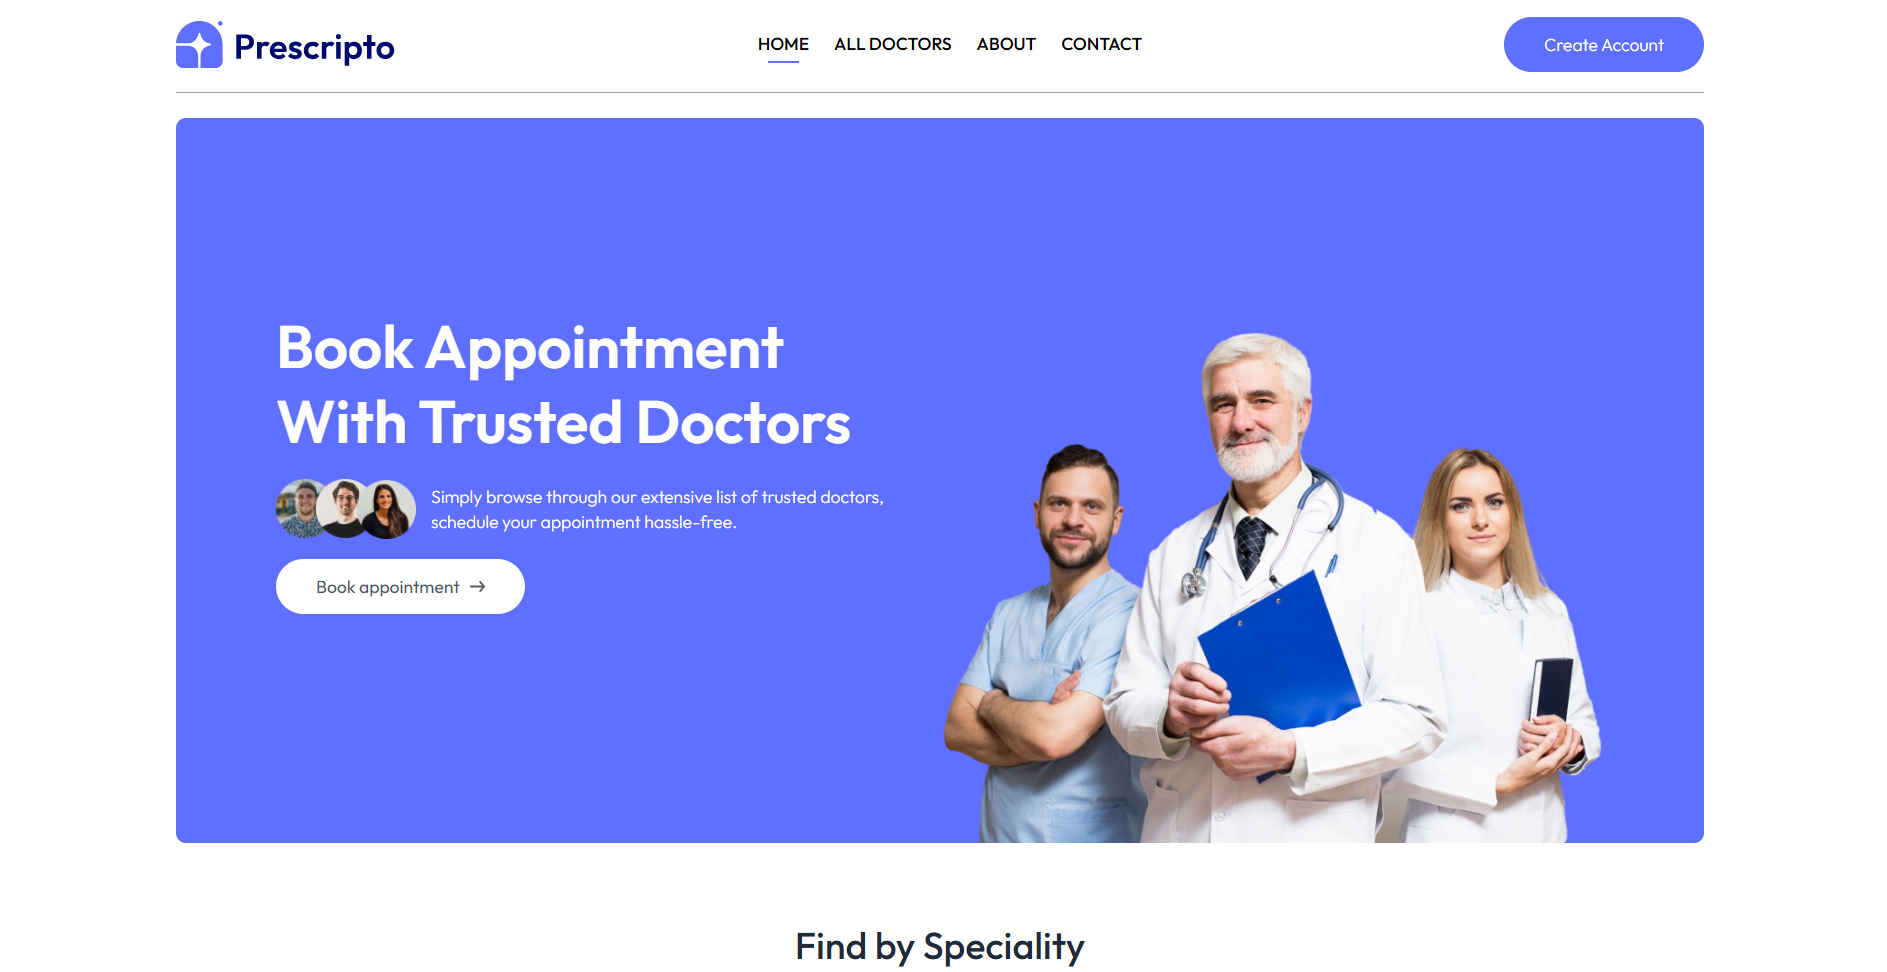 Prescripto
HOME
ALL DOCTORS
ABOUT
CONTACT
Create Account
Book Appointment
With Trusted Doctors
Simply browse through our extensive list of trusted doctors,
schedule your appointment hassle-free.
Book appointment →
Find by Speciality